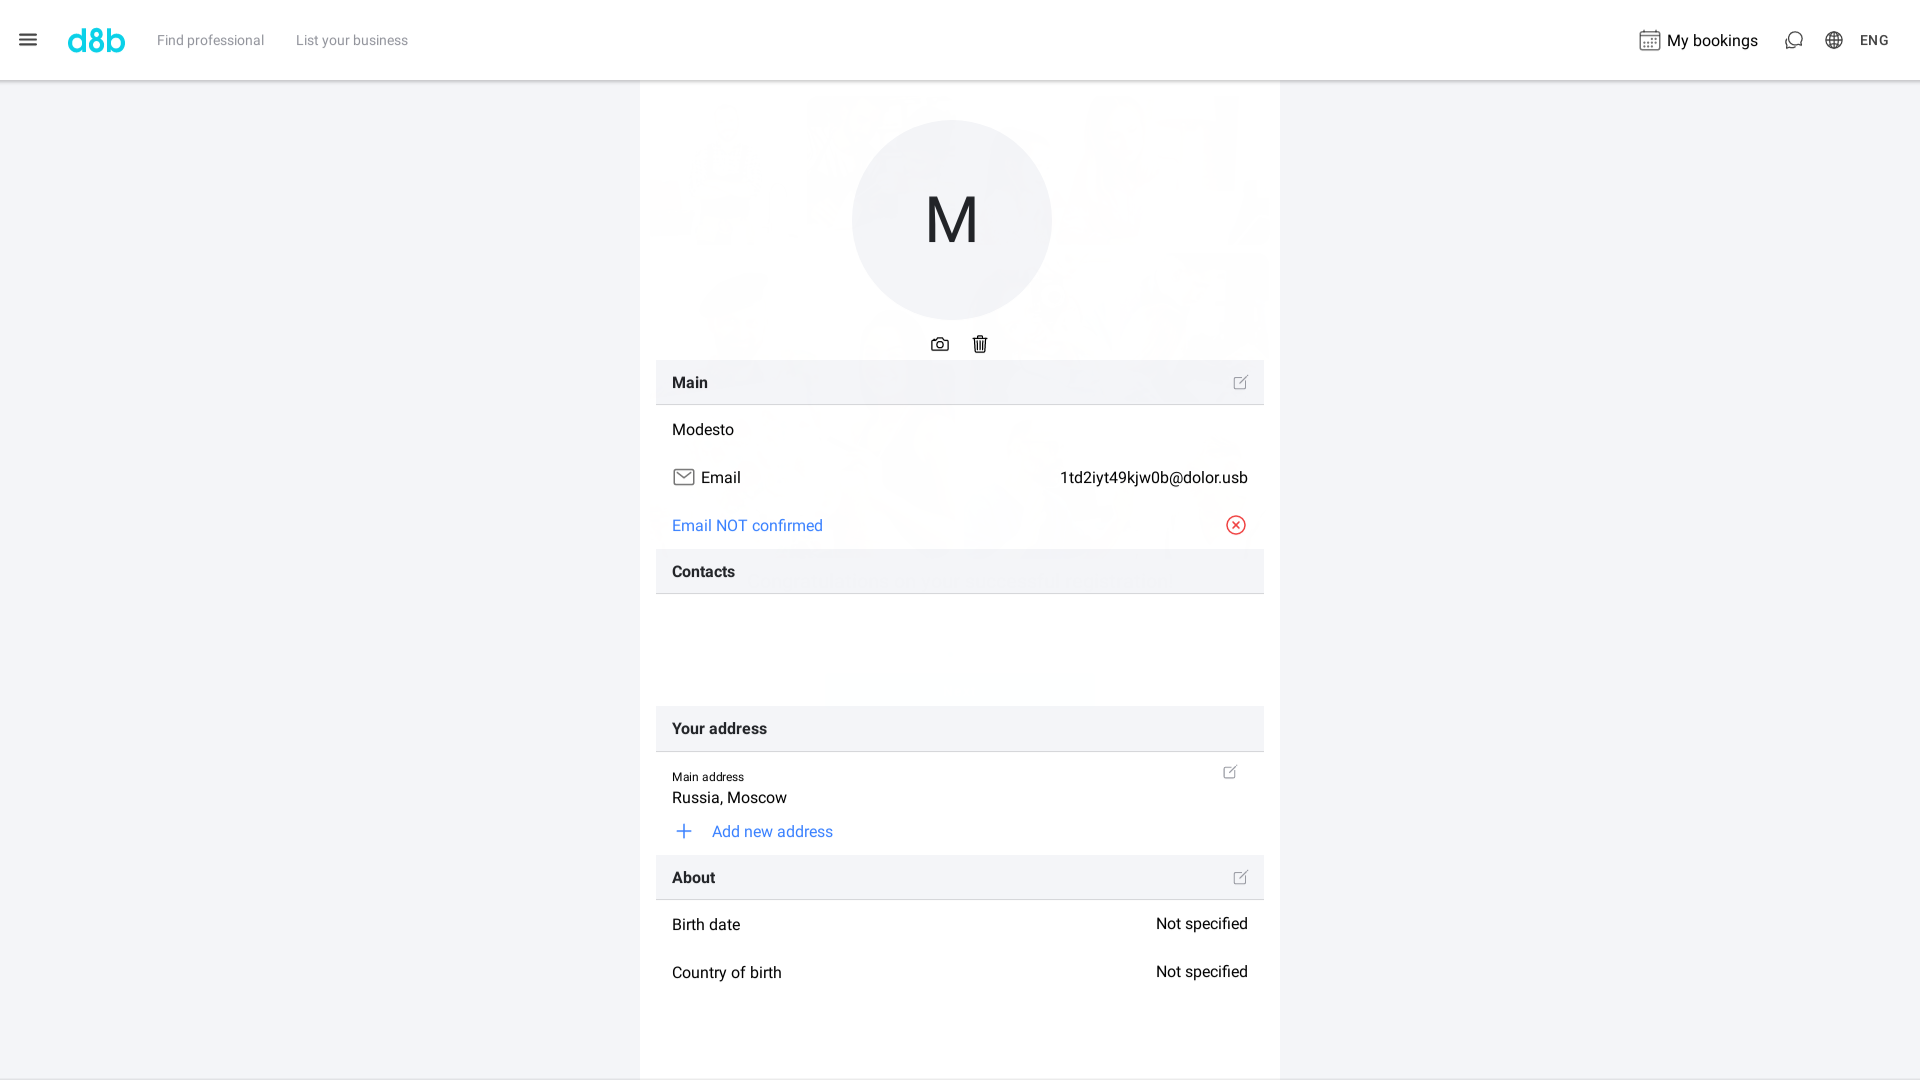 d8b
Find professional
List your business
My bookings
ENG
M
Main
Modesto
Email
1td2iyt49kjw0b@dolor.usb
Email NOT confirmed
Contacts
Your address
Main address
Russia, Moscow
Add new address
About
Birth date
Not specified
Country of birth
Not specified